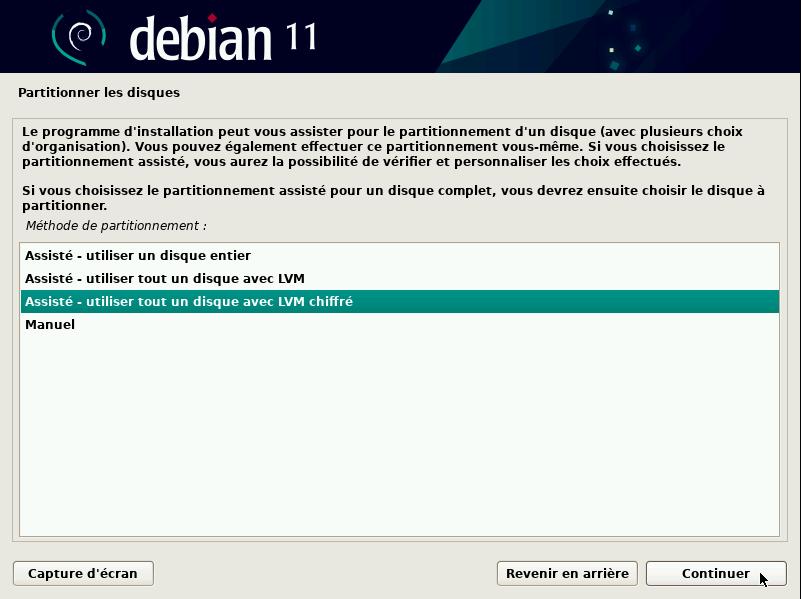 debian 11
Partitionner les disques
Le programme d'installation peut vous assister pour le partitionnement d'un disque (avec plusieurs choix
d'organisation). Vous pouvez également effectuer ce partitionnement vous-même. Si vous choisissez le
partitionnement assisté, vous aurez la possibilité de vérifier et personnaliser les choix effectués.
Si vous choisissez le partitionnement assisté pour un disque complet, vous devrez ensuite choisir le disque à
partitionner.
Méthode de partitionnement :
Assisté - utiliser un disque entier
Assisté - utiliser tout un disque avec LVM
Assisté - utiliser tout un disque avec LVM chiffré
Manuel
Capture d'écran
Revenir en arrière
Continuer